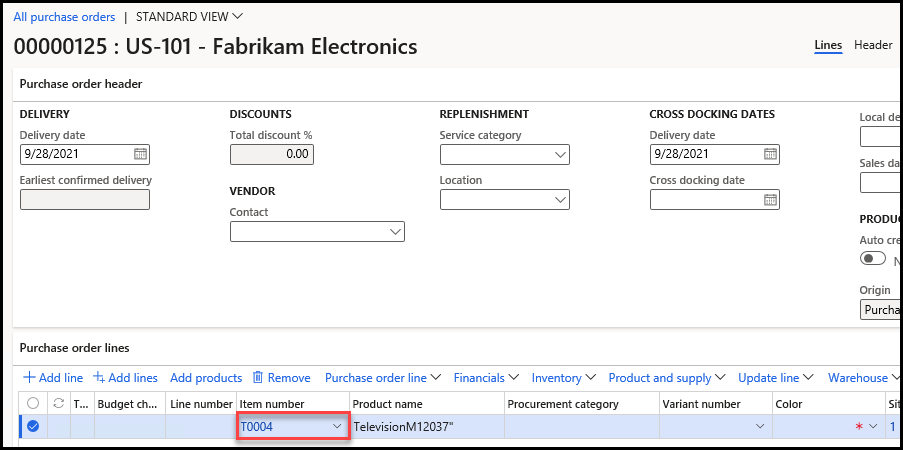 All purchase orders | STANDARD VIEW
00000125 : US-101 - Fabrikam Electronics
Lines Header
Purchase order header
DELIVERY
Delivery date
9/28/2021
Earliest confirmed delivery
DISCOUNTS
Total discount %
0.00
VENDOR
Contact
REPLENISHMENT
Service category
Location
CROSS DOCKING DATES
Delivery date
9/28/2021
Cross docking date
Local de
Sales da
PRODUC
Auto cre
N
Origin
Purcha
Purchase order lines
+ Add line Add lines Add products Remove Purchase order line Financials Inventory Product and supply Update line Warehouse
T... Budget ch... Line number Item number Product name Procurement category Variant number Color Sit
T0004 TelevisionM12037" * 1